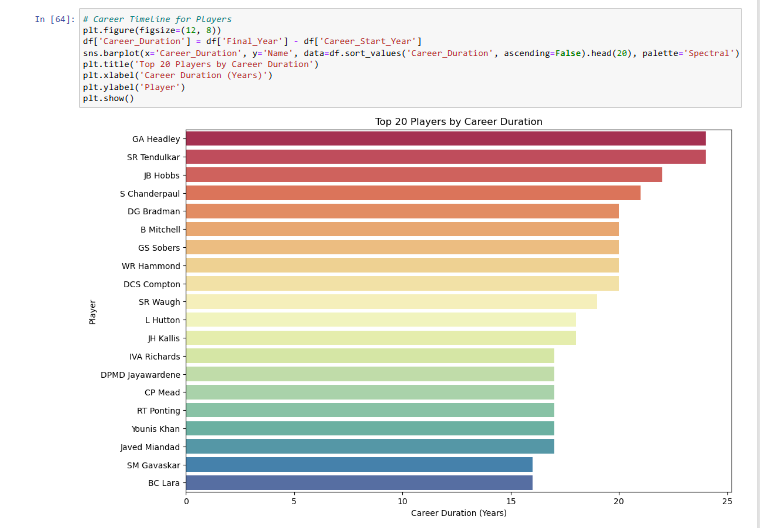 In [64]:
# Career Timeline for Players
plt.figure(figsize=(12, 8))
df['Career_Duration'] = df['Final_Year'] - df['Career_Start_Year']
sns.barplot(x='Career_Duration', y='Name', data=df.sort_values('Career_Duration', ascending=False).head(20), palette='Spectral')
plt.title('Top 20 Players by Career Duration')
plt.xlabel('Career Duration (Years)')
plt.ylabel('Player')
plt.show()
Top 20 Players by Career Duration
GA Headley
SR Tendulkar
JB Hobbs
S Chanderpaul
DG Bradman
B Mitchell
GS Sobers
WR Hammond
DCS Compton
SR Waugh
L Hutton
JH Kallis
IVA Richards
DPMD Jayawardene
CP Mead
RT Ponting
Younis Khan
Javed Miandad
SM Gavaskar
BC Lara
Player
0 5 10 15 20 25
Career Duration (Years)